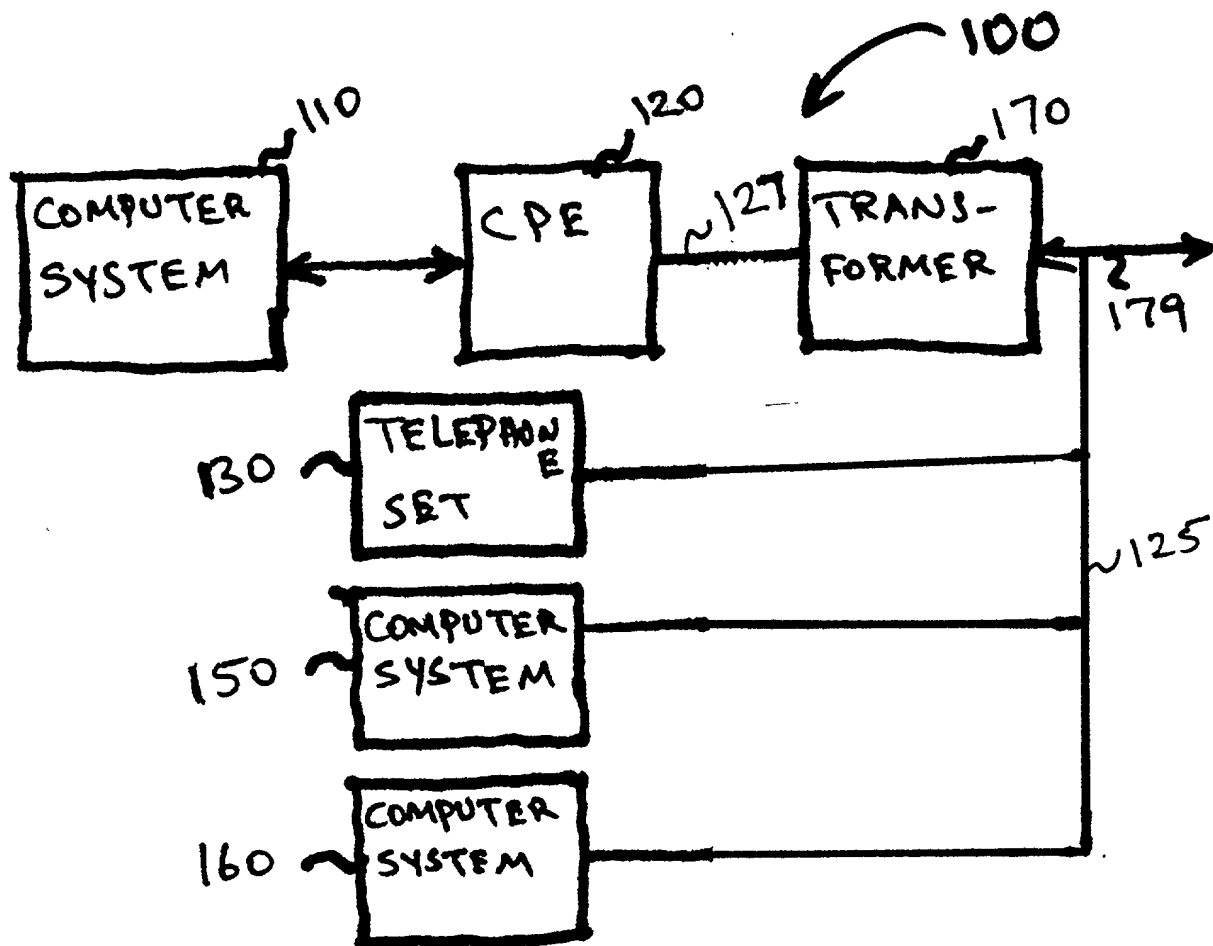 100
110
120
170
COMPUTER
SYSTEM
CPE
127
TRANS-
FORMER
179
TELEPHON
E
SET
130
125
COMPUTER
SYSTEM
150
COMPUTER
SYSTEM
160